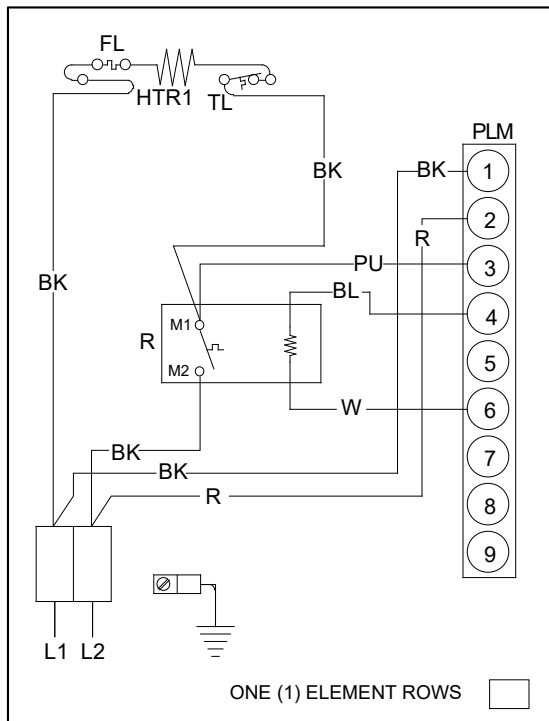 FL
HTR1
TL
PLM
BK
1
BK
R
2
PU
3
BK
BL
4
M1
R
5
M2
W
6
BK
BK
7
R
8
9
L1 L2
ONE (1) ELEMENT ROWS